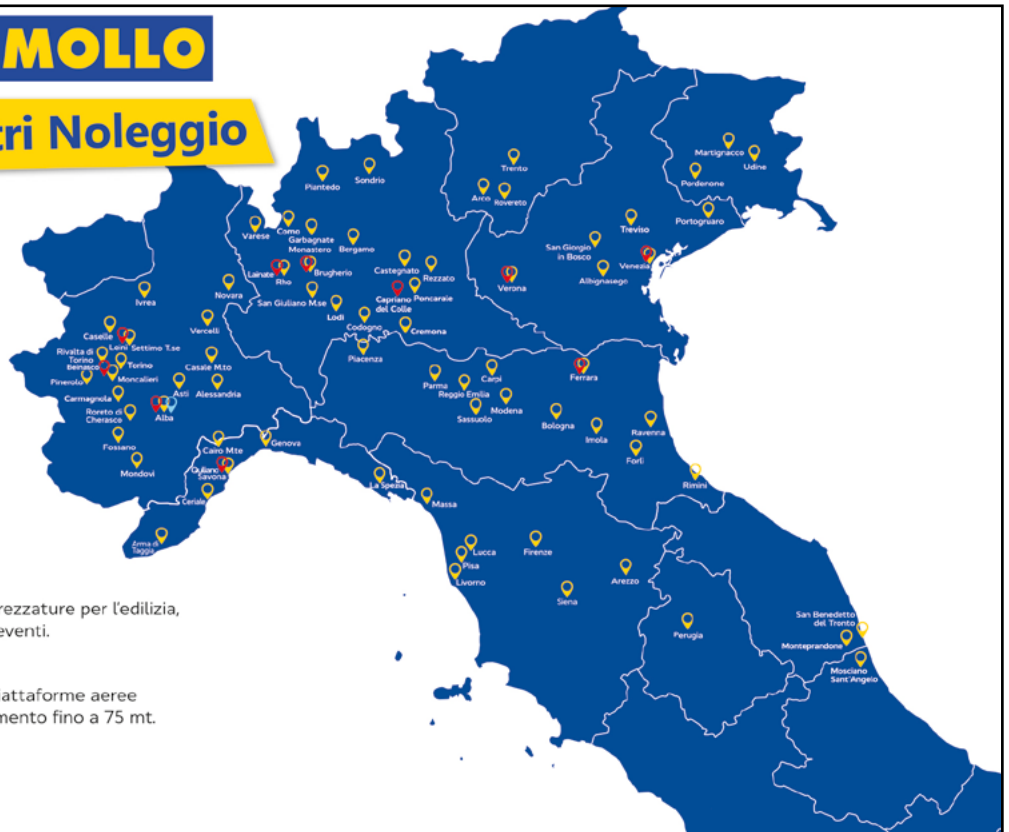 MOLLO
tri Noleggio
Trento
Arco
Rovereto
Martignacco
Udine
Pordenone
Portogruaro
Treviso
San Giorgio
in Bosco
Venezia
Albignasego
Verona
Piantedo
Sondrio
Varese
Como
Garbagnate
Monastero
Bergamo
Lainate
Rho
Brugherio
Castegnato
Rezzato
San Giuliano M.se
Capriano
del Colle
Poncarale
Lodi
Codogno
Cremona
Ivrea
Novara
Vercelli
Caselle
Leinì
Settimo T.se
Rivalta di
Torino
Beinasco
Torino
Pinerolo
Moncalieri
Casale M.to
Carmagnola
Asti
Alessandria
Roreto di
Cherasco
Alba
Fossano
Mondovì
Piacenza
Parma
Reggio Emilia
Carpi
Sassuolo
Modena
Ferrara
Bologna
Imola
Ravenna
Forlì
Rimini
Cairo M.te
Genova
Quiliano
Savona
Ceriale
Arma di
Taggia
La Spezia
Massa
Lucca
Pisa
Livorno
Firenze
Siena
Arezzo
Perugia
San Benedetto
del Tronto
Monteprandone
Mosciano
Sant'Angelo
rezzature per l'edilizia,
eventi.
iattaforme aeree
mento fino a 75 mt.